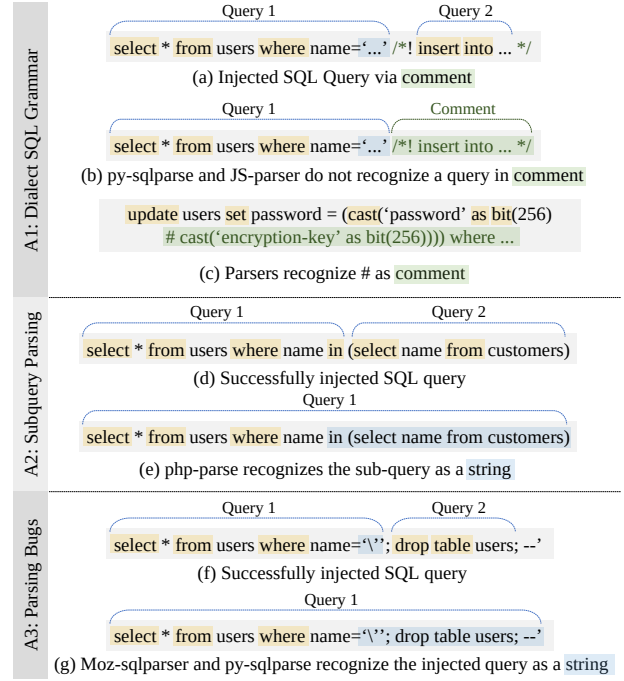 A1: Dialect SQL Grammar
Query 1 Query 2
select * from users where name=‘...’ /*! insert into ... */
(a) Injected SQL Query via comment
Query 1 Comment
select * from users where name=‘...’ /*! insert into ... */
(b) py-sqlparse and JS-parser do not recognize a query in comment
update users set password = (cast(‘password’ as bit(256)
# cast(‘encryption-key’ as bit(256)))) where ...
(c) Parsers recognize # as comment
A2: Subquery Parsing
Query 1 Query 2
select * from users where name in (select name from customers)
(d) Successfully injected SQL query
Query 1
select * from users where name in (select name from customers)
(e) php-parse recognizes the sub-query as a string
A3: Parsing Bugs
Query 1 Query 2
select * from users where name=‘\’’; drop table users; --’
(f) Successfully injected SQL query
Query 1
select * from users where name=‘\’’; drop table users; --’
(g) Moz-sqlparser and py-sqlparse recognize the injected query as a string